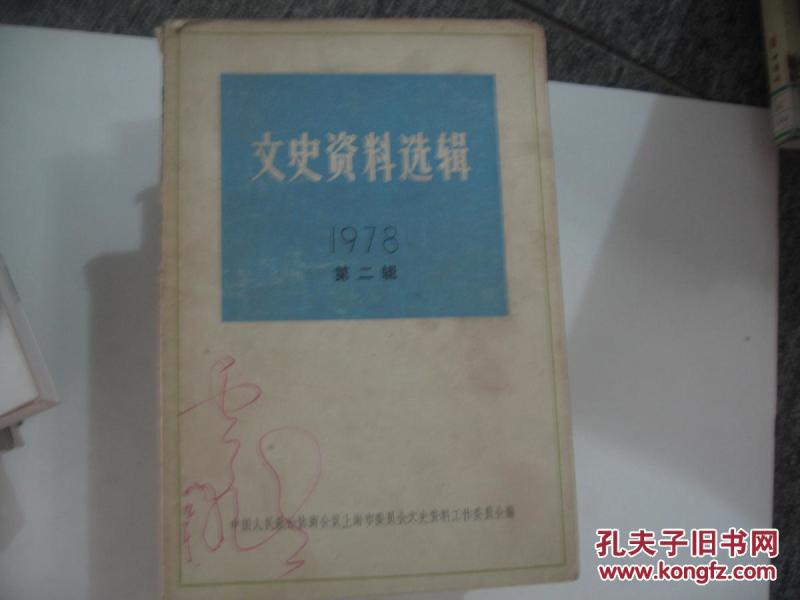 文史资料选辑
1978
第二辑
中国人民政治协商会议上海市委员会文史资料工作委员会编
孔夫子旧书网
www.kongfz.com